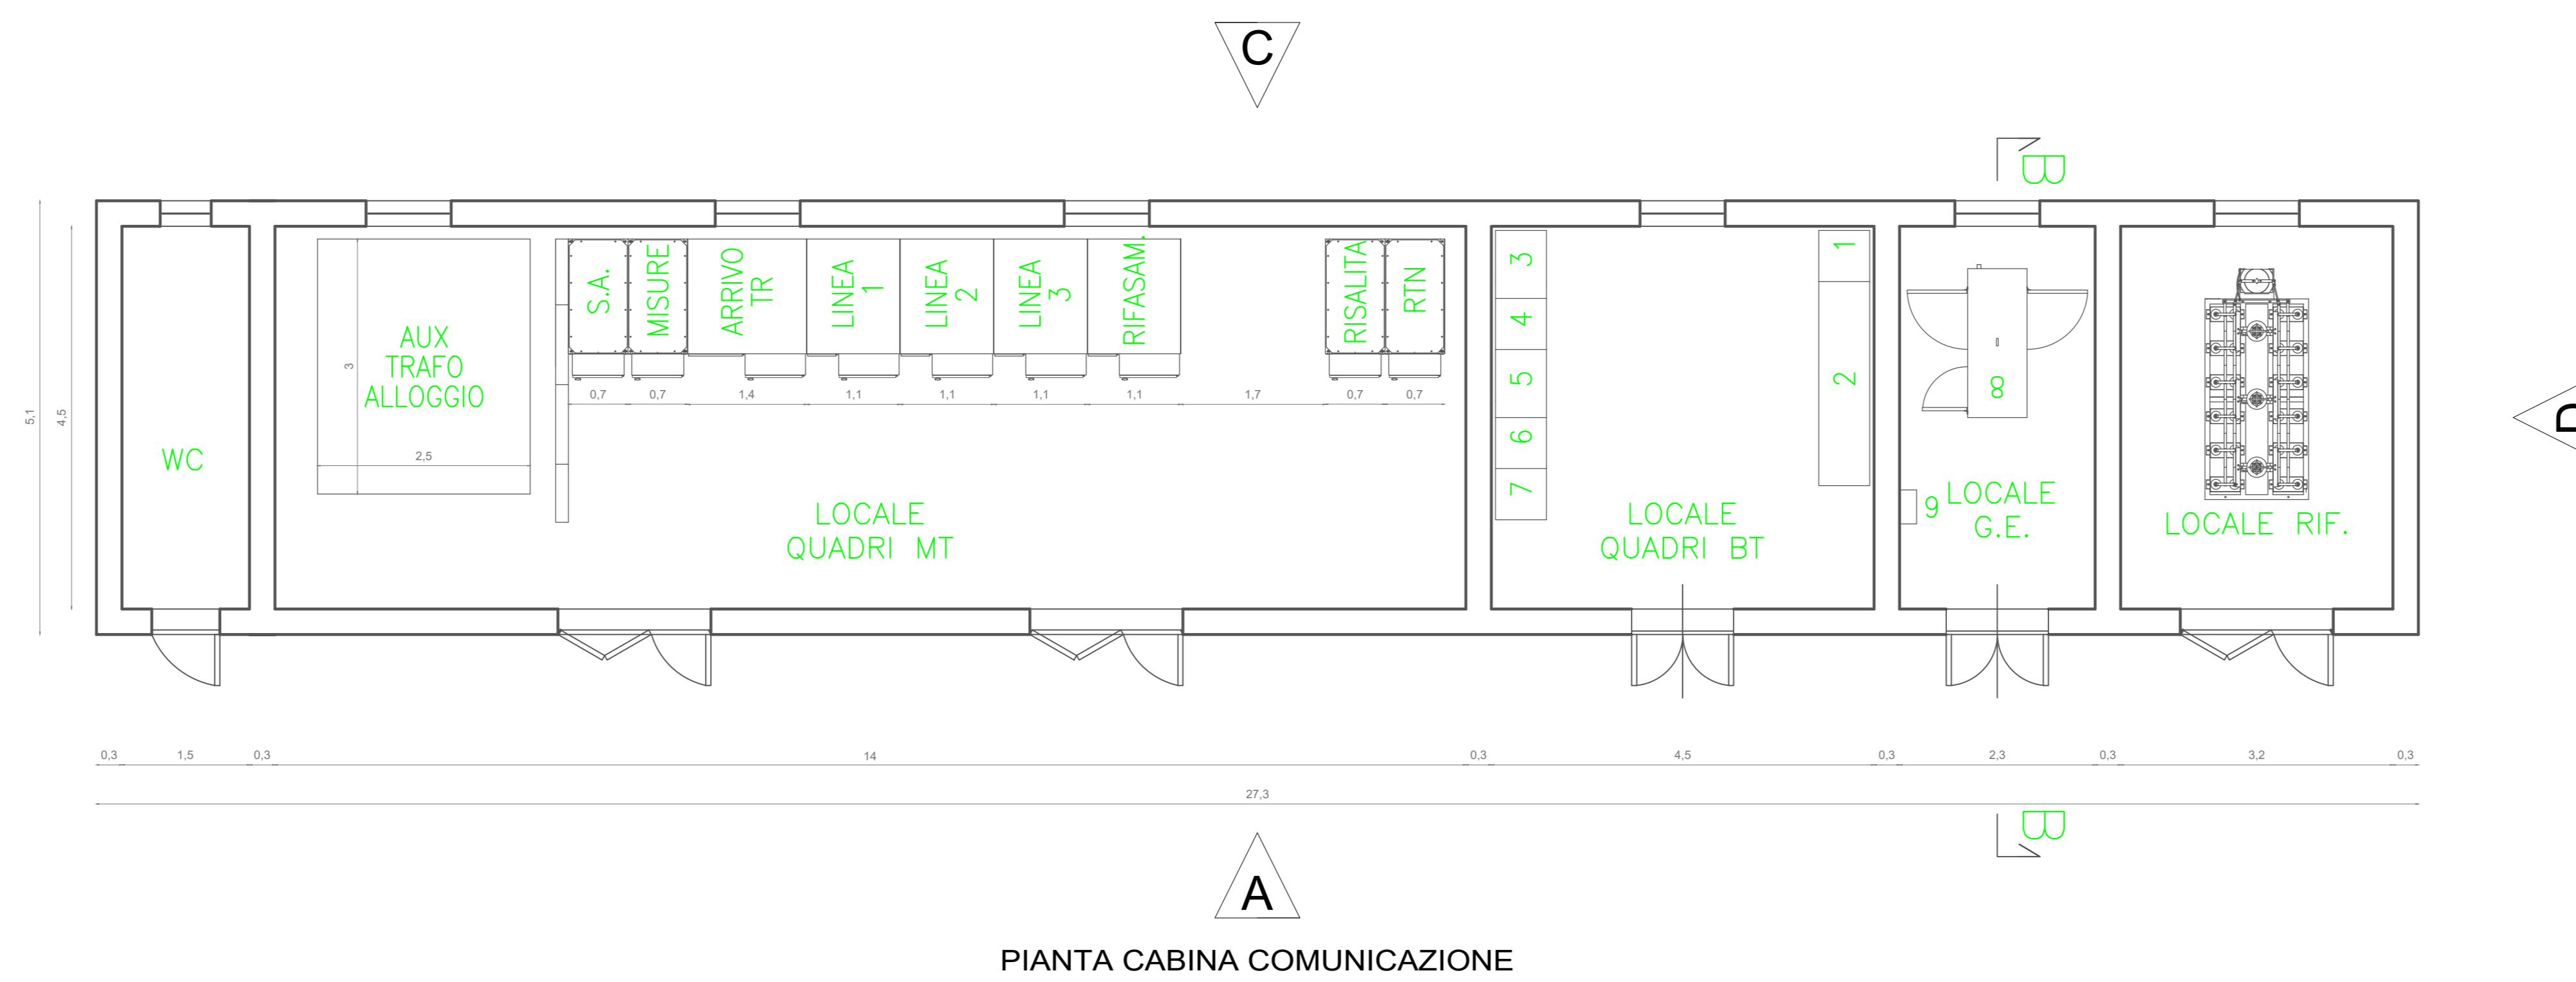 C
B
S.A.
MISURE
ARRIVO
TR
LINEA
1
LINEA
2
LINEA
3
RIFASAM.
RISALITA
RTN
3
4
5
6
7
1
2
8
9
AUX
TRAFO
ALLOGGIO
3
2,5
5,1
4,5
0,7
0,7
1,4
1,1
1,1
1,1
1,1
1,7
0,7
0,7
WC
LOCALE
QUADRI MT
LOCALE
QUADRI BT
LOCALE
G.E.
LOCALE RIF.
0,3
1,5
0,3
14
0,3
4,5
0,3
2,3
0,3
3,2
0,3
27,3
B
A
PIANTA CABINA COMUNICAZIONE